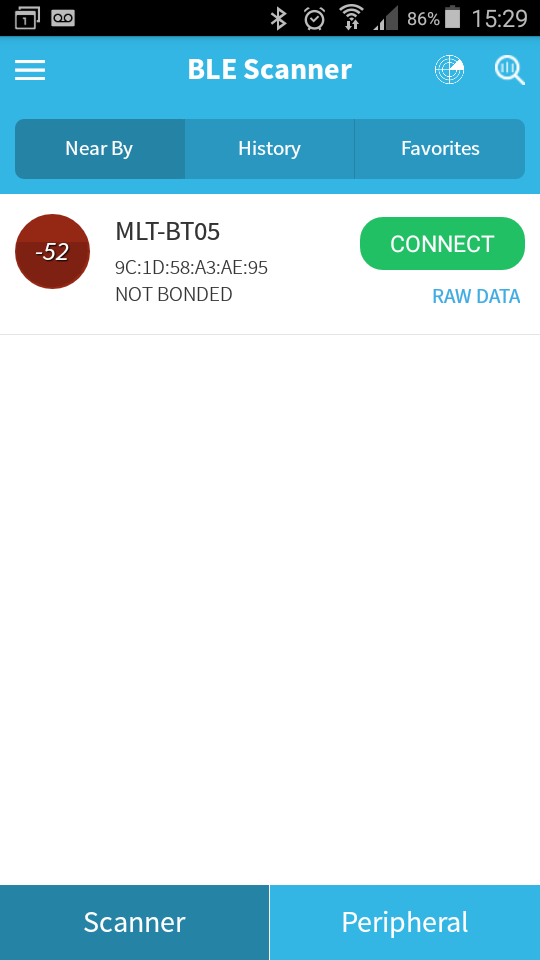 1
86%
15:29
BLE Scanner
Near By
History
Favorites
-52
MLT-BT05
9C:1D:58:A3:AE:95
NOT BONDED
CONNECT
RAW DATA
Scanner
Peripheral